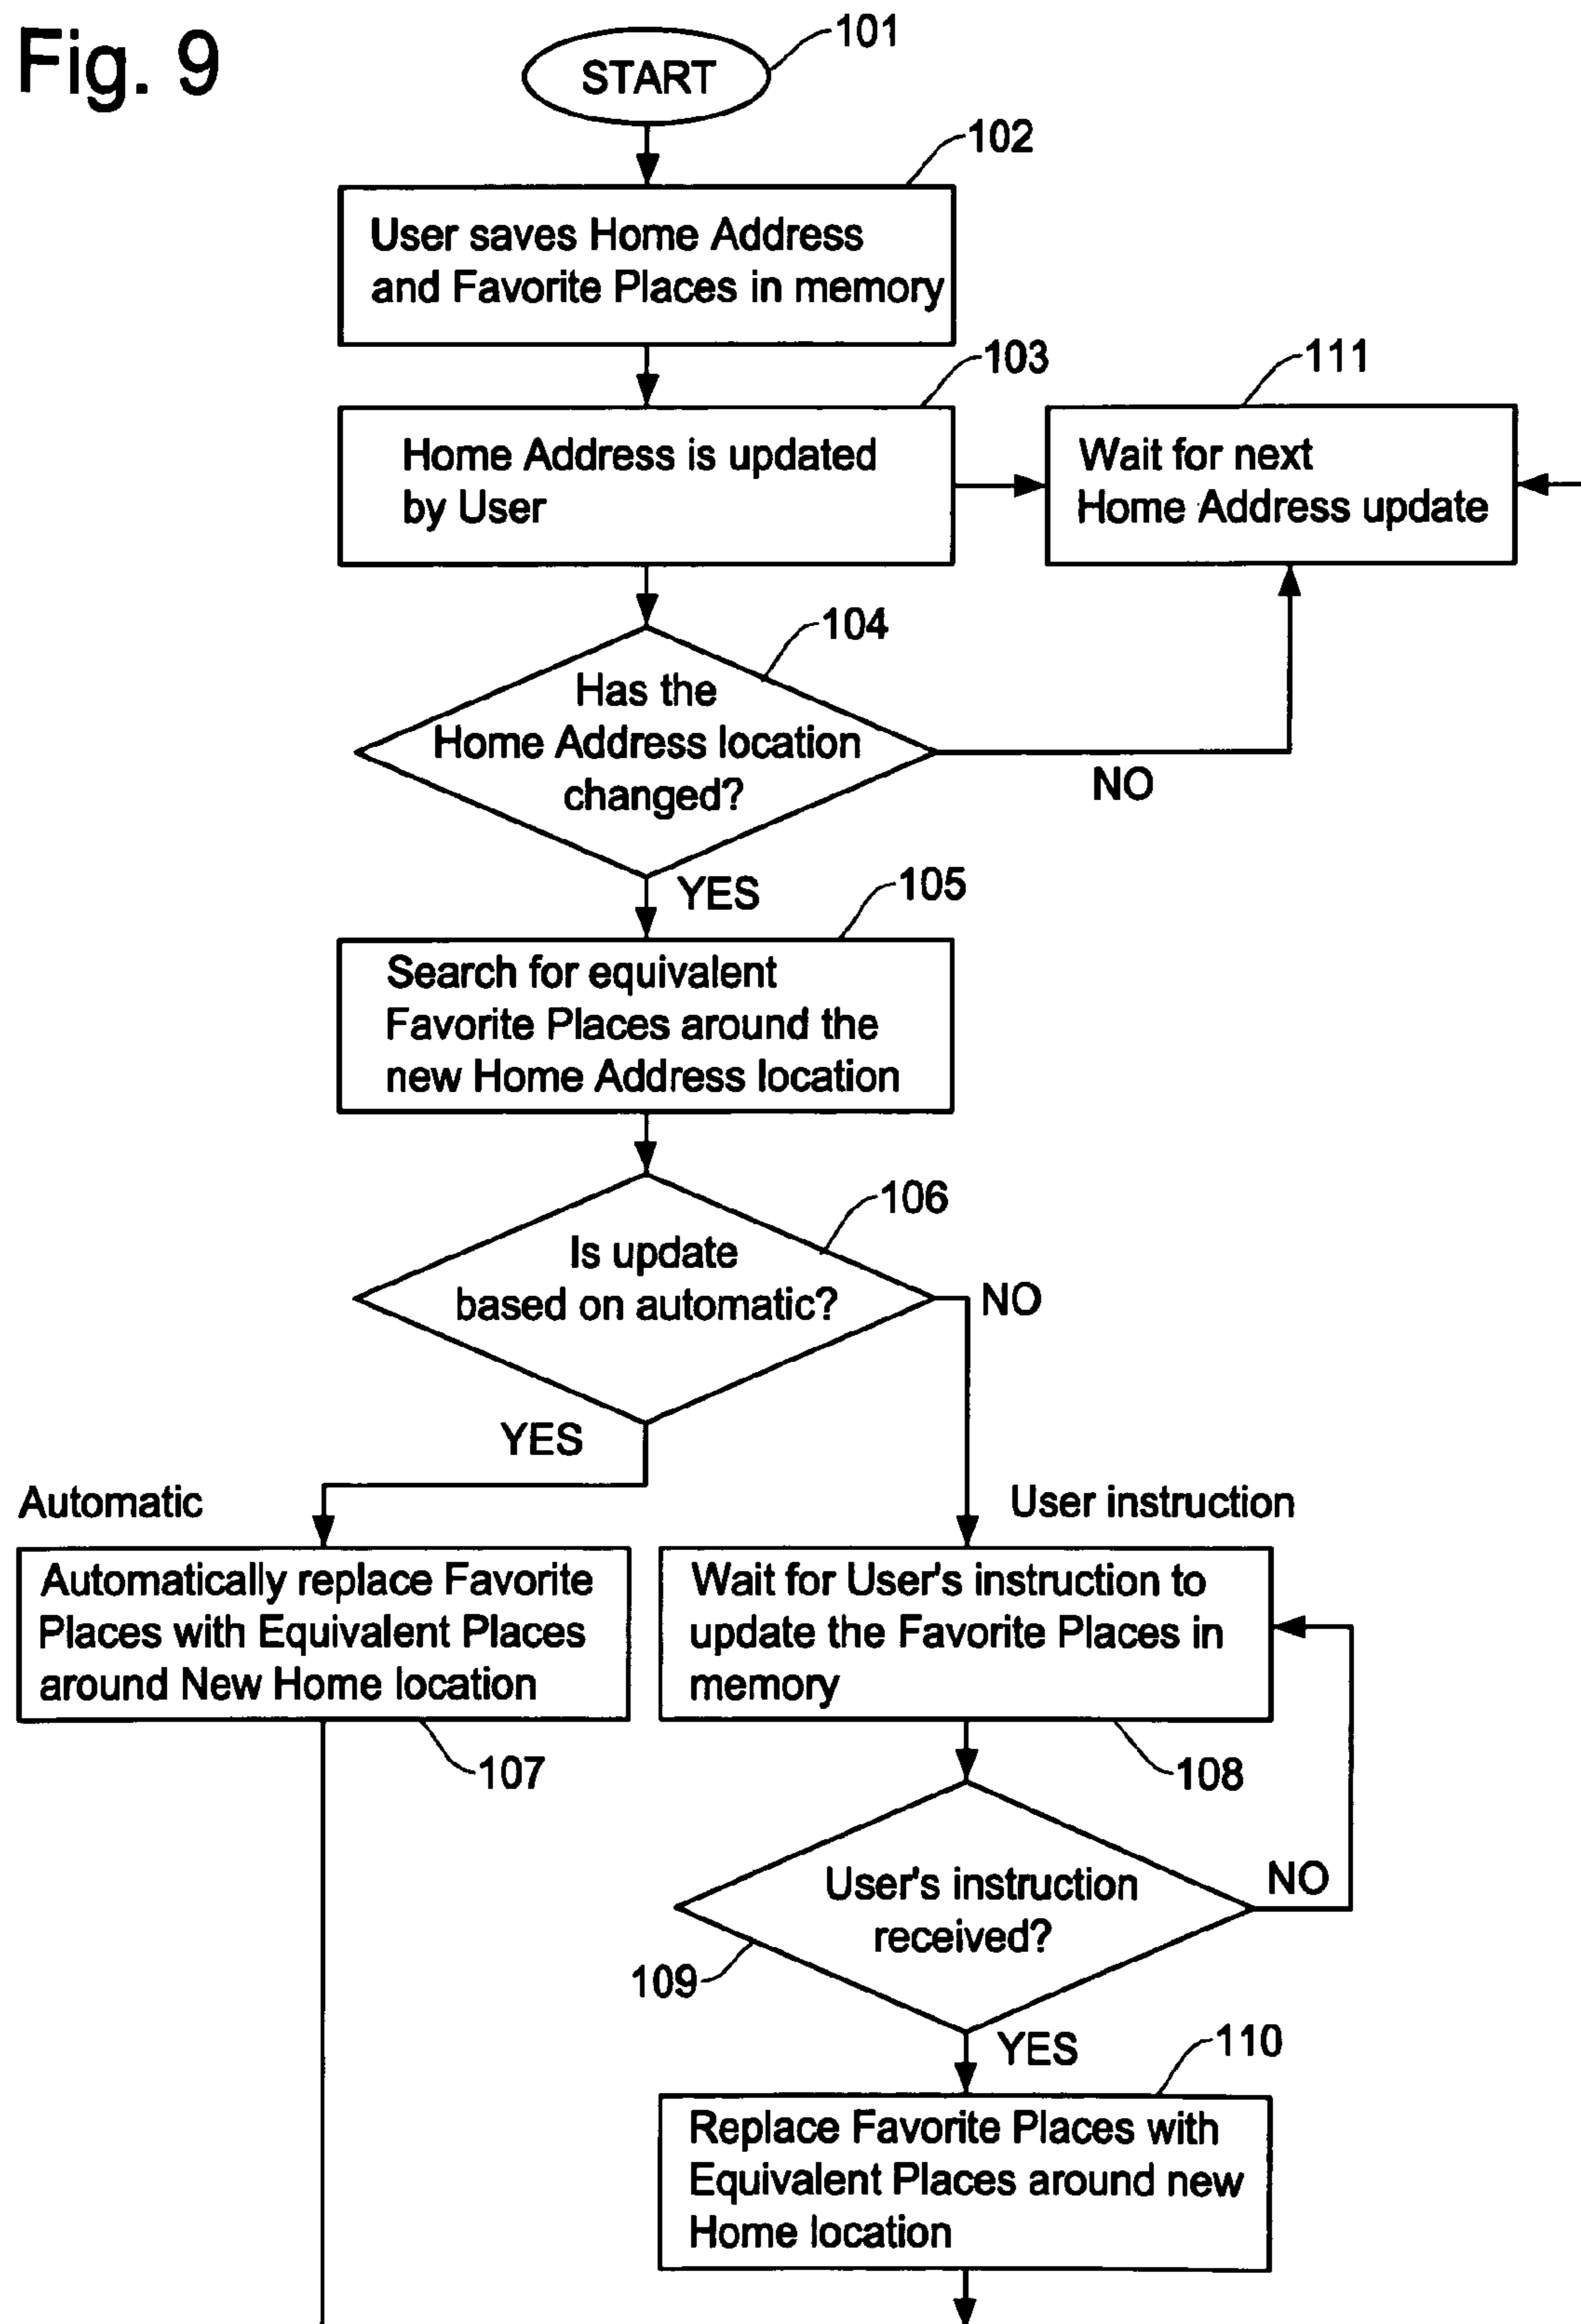 Fig. 9
START
101
102
User saves Home Address
and Favorite Places in memory
103
Home Address is updated
by User
111
Wait for next
Home Address update
104
Has the
Home Address location
changed?
NO
YES
105
Search for equivalent
Favorite Places around the
new Home Address location
106
Is update
based on automatic?
NO
YES
Automatic
User instruction
Automatically replace Favorite
Places with Equivalent Places
around New Home location
107
Wait for User's instruction to
update the Favorite Places in
memory
108
User's instruction
received?
NO
109
YES
110
Replace Favorite Places with
Equivalent Places around new
Home location